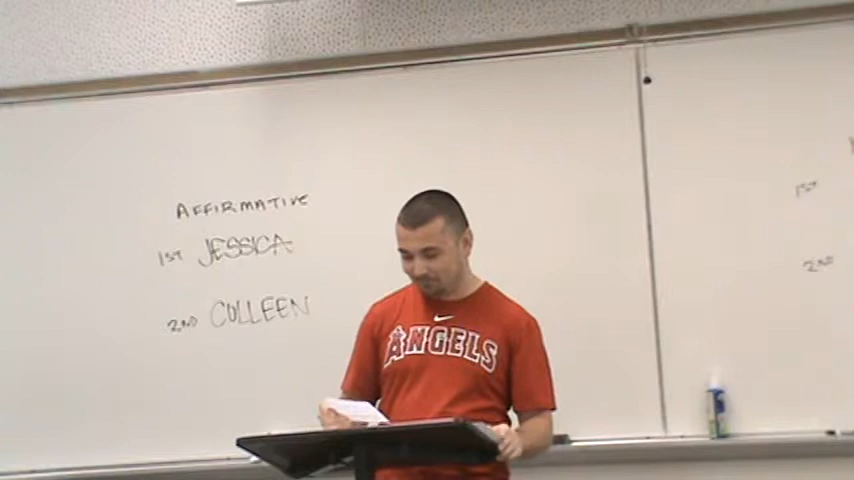 AFFIRMATIVE
1ST JESSICA
2ND COLLEEN
ANGELS
1ST
2ND